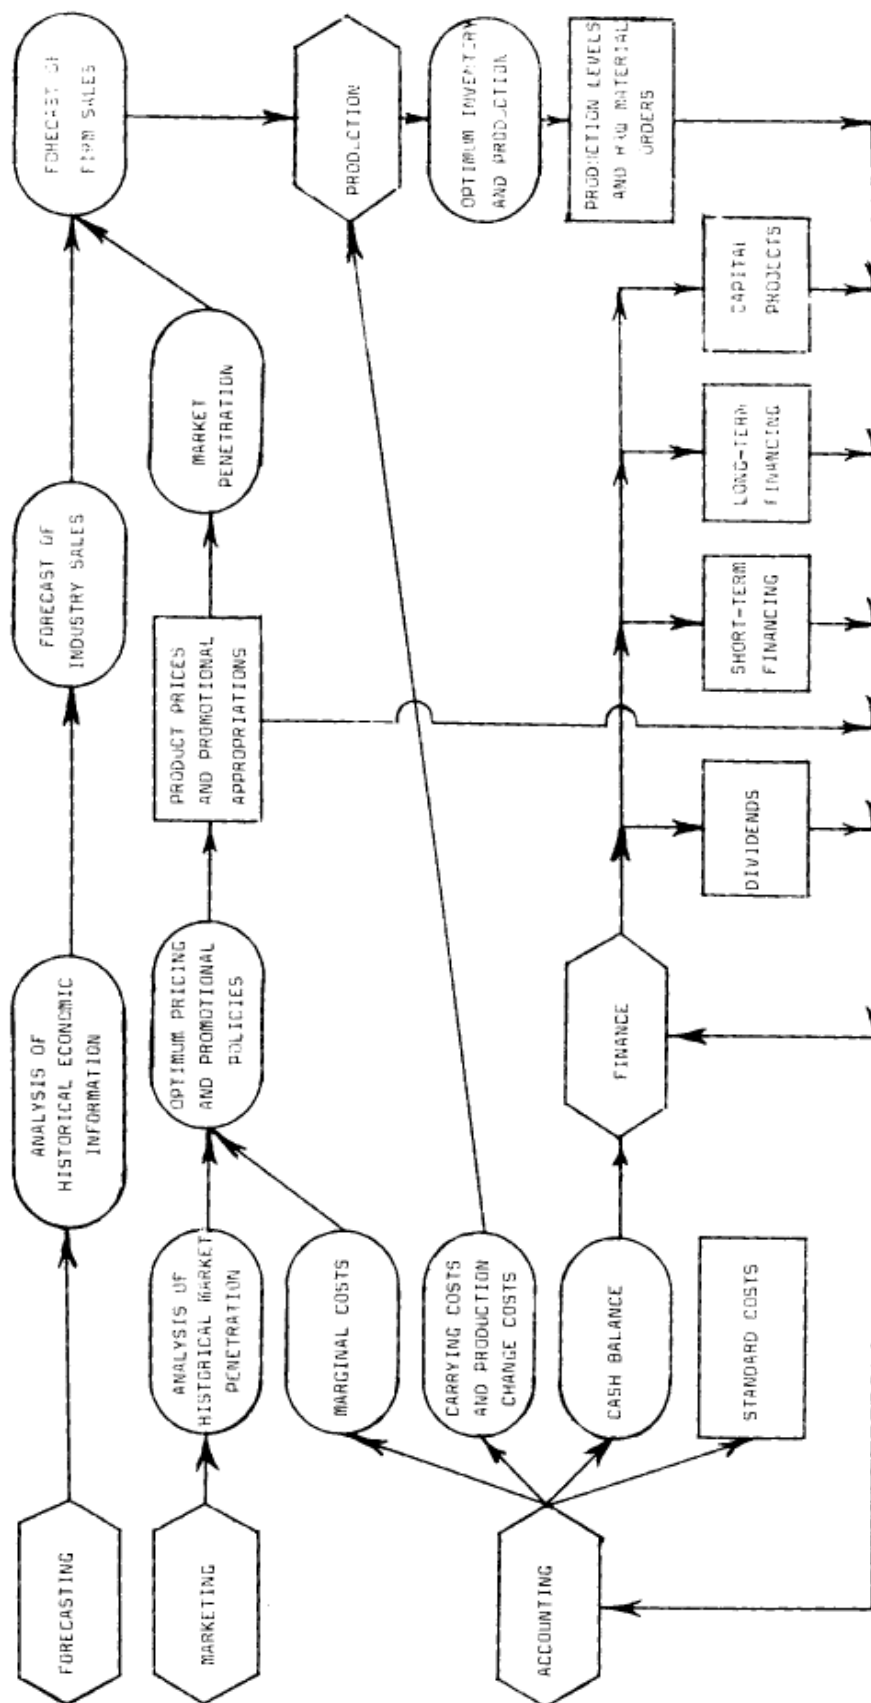 FORECASTING
ANALYSIS OF
HISTORICAL ECONOMIC
INFORMATION
FORECAST OF
INDUSTRY SALES
FORECAST OF
FIRM SALES
MARKETING
ANALYSIS OF
HISTORICAL MARKET
PENETRATION
OPTIMUM PRICING
AND PROMOTIONAL
POLICIES
PRODUCT PRICES
AND PROMOTIONAL
APPROPRIATIONS
MARKET
PENETRATION
MARGINAL COSTS
PRODUCTION
CARRYING COSTS
AND PRODUCTION
CHANGE COSTS
OPTIMUM INVENTORY
AND PRODUCTION
ACCOUNTING
CASH BALANCE
FINANCE
PRODUCTION LEVELS
AND RAW MATERIAL
ORDERS
STANDARD COSTS
DIVIDENDS
SHORT-TERM
FINANCING
LONG-TERM
FINANCING
CAPITAL
PROJECTS